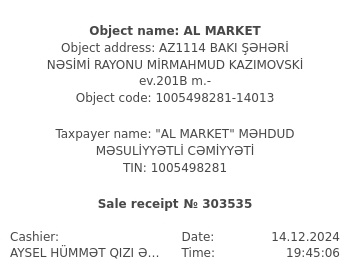 Object name: AL MARKET
Object address: AZ1114 BAKI ŞƏHƏRİ
NƏSİMİ RAYONU MİRMAHMUD KAZIMOVSKİ
ev.201B m.-
Object code: 1005498281-14013
Taxpayer name: "AL MARKET" MƏHDUD
MƏSULİYYƏTLİ CƏMİYYƏTİ
TIN: 1005498281
Sale receipt № 303535
Cashier: Date: 14.12.2024
AYSEL HÜMMƏT QIZI Ə... Time: 19:45:06